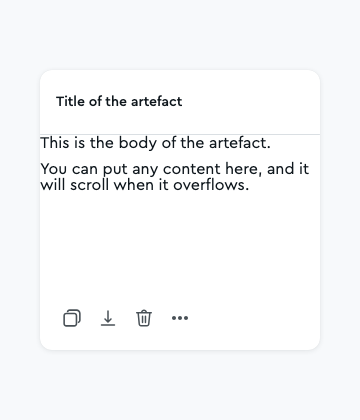 Title of the artefact
This is the body of the artefact.
You can put any content here, and it
will scroll when it overflows.